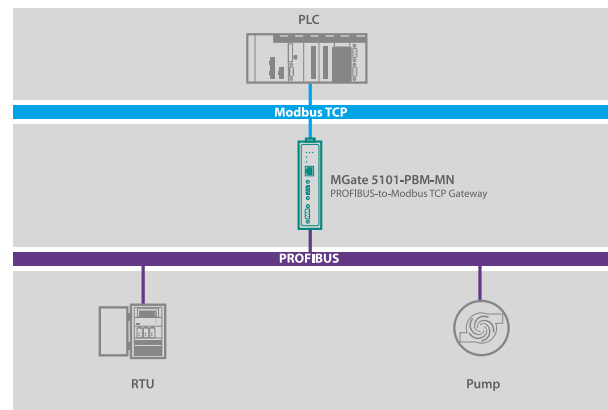 PLC
Modbus TCP
MGate 5101-PBM-MN
PROFIBUS-to-Modbus TCP Gateway
PROFIBUS
RTU
Pump